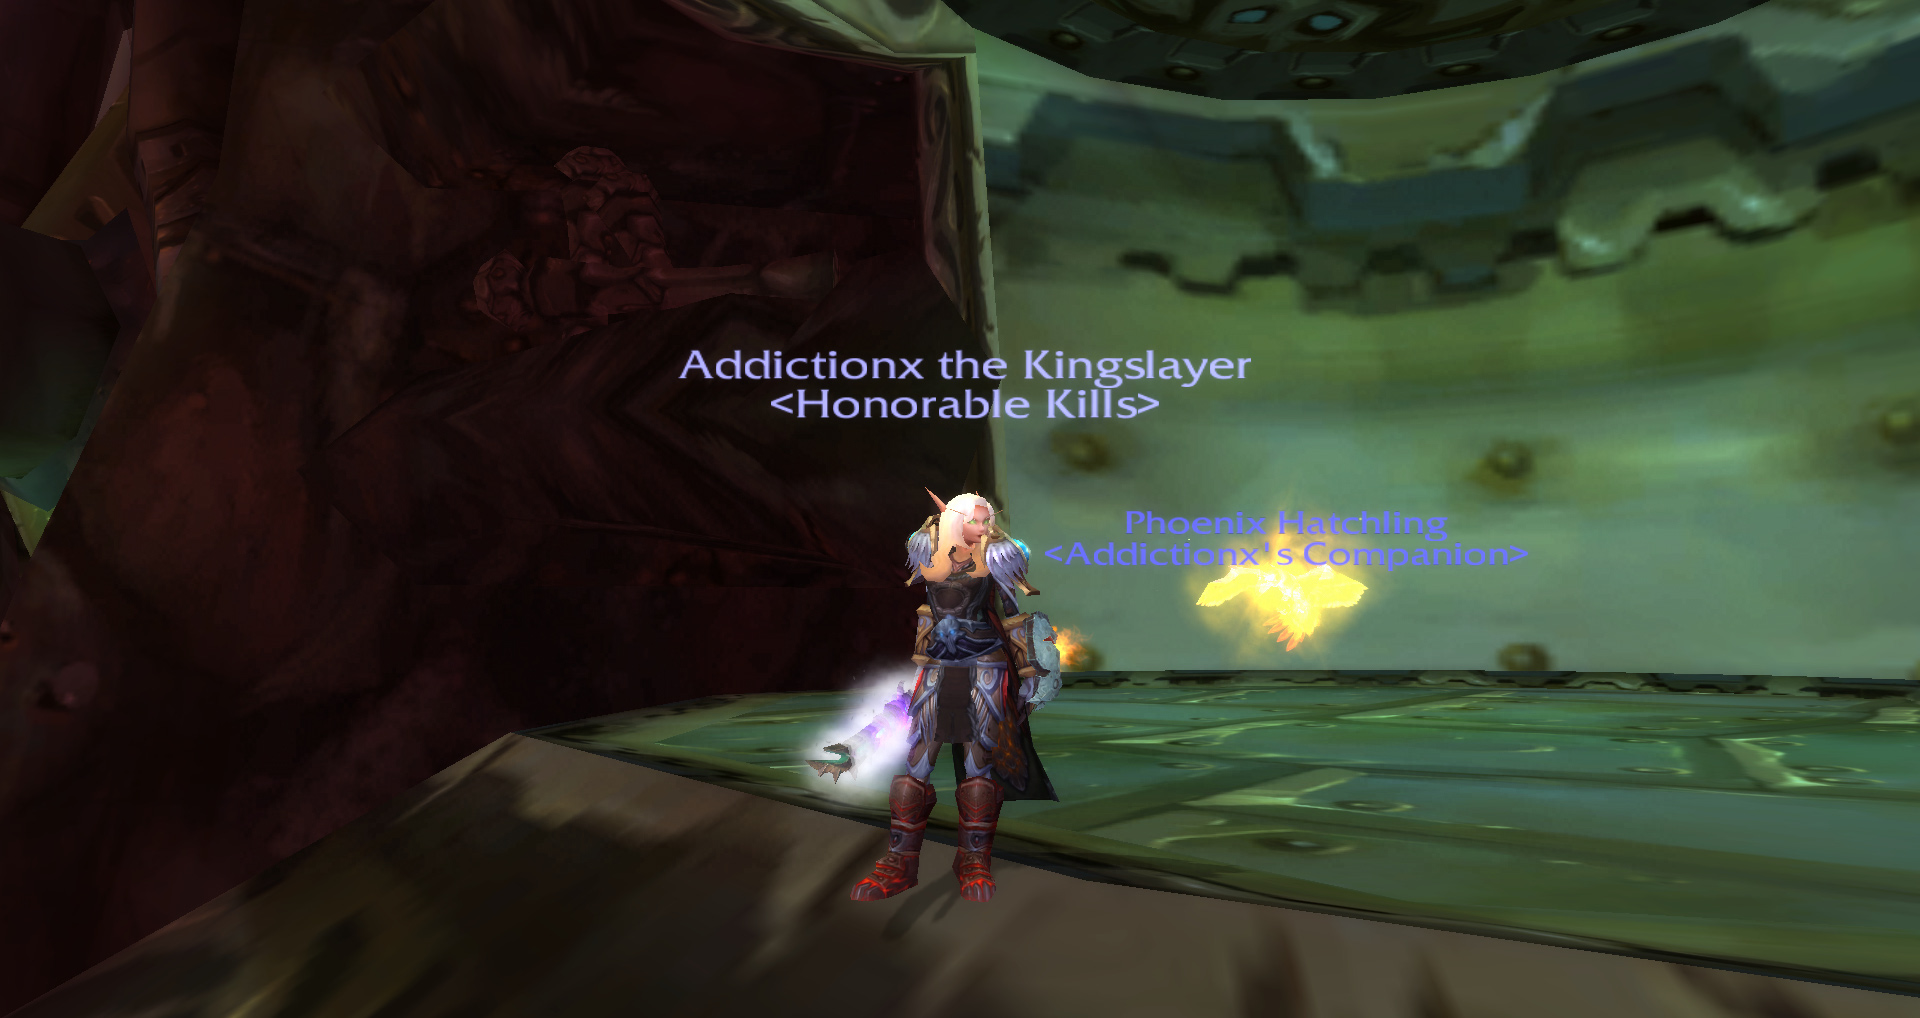 Addictionx the Kingslayer
<Honorable Kills>
Phoenix Hatchling
<Addictionx's Companion>